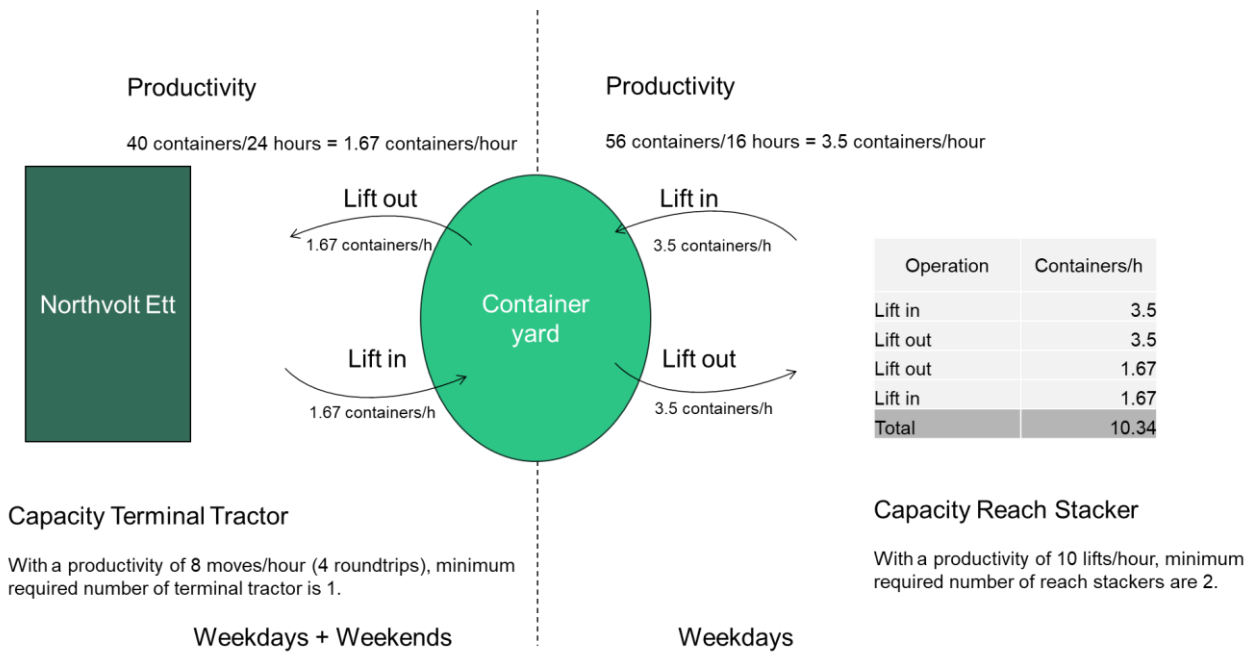 Productivity
40 containers/24 hours = 1.67 containers/hour
Productivity
56 containers/16 hours = 3.5 containers/hour
Northvolt Ett
Lift out
1.67 containers/h
Lift in
3.5 containers/h
Container
yard
Lift in
1.67 containers/h
Lift out
3.5 containers/h
Operation Containers/h
Lift in 3.5
Lift out 3.5
Lift out 1.67
Lift in 1.67
Total 10.34
Capacity Terminal Tractor
With a productivity of 8 moves/hour (4 roundtrips), minimum
required number of terminal tractor is 1.
Capacity Reach Stacker
With a productivity of 10 lifts/hour, minimum
required number of reach stackers are 2.
Weekdays + Weekends
Weekdays